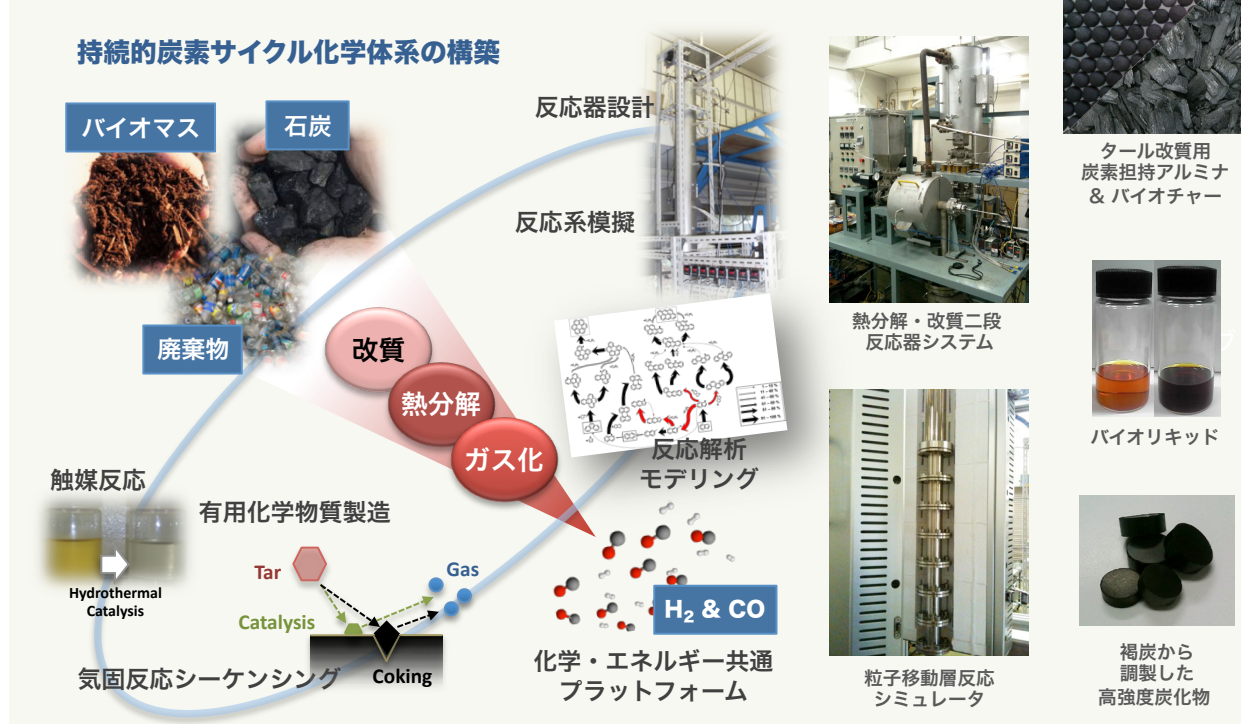 持続的炭素サイクル化学体系の構築
バイオマス
石炭
廃棄物
改質
熱分解
ガス化
反応器設計
反応系模擬
反応解析
モデリング
触媒反応
Hydrothermal
Catalysis
有用化学物質製造
Tar
Gas
Catalysis
Coking
気固反応シーケンシング
H₂ & CO
化学・エネルギー共通
プラットフォーム
熱分解・改質二段
反応器システム
粒子移動層反応
シミュレータ
タール改質用
炭素担持アルミナ
& バイオチャー
バイオリキッド
褐炭から
調製した
高強度炭化物